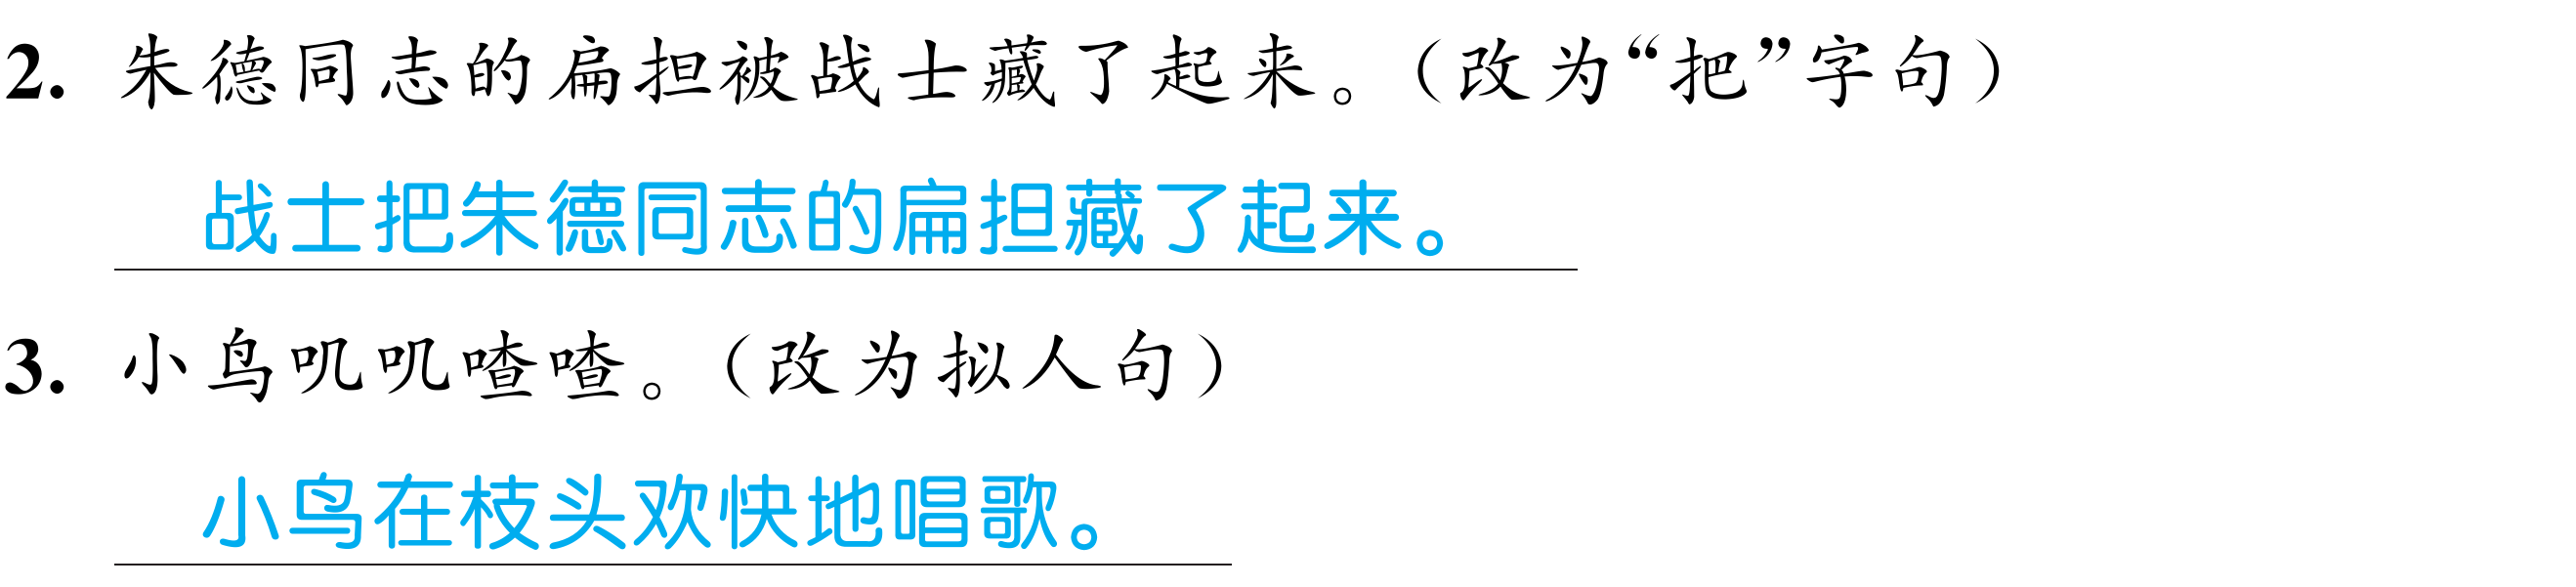 2. 朱德同志的扁担被战士藏了起来。（改为“把”字句）
战士把朱德同志的扁担藏了起来。
3. 小鸟叽叽喳喳。（改为拟人句）
小鸟在枝头欢快地唱歌。